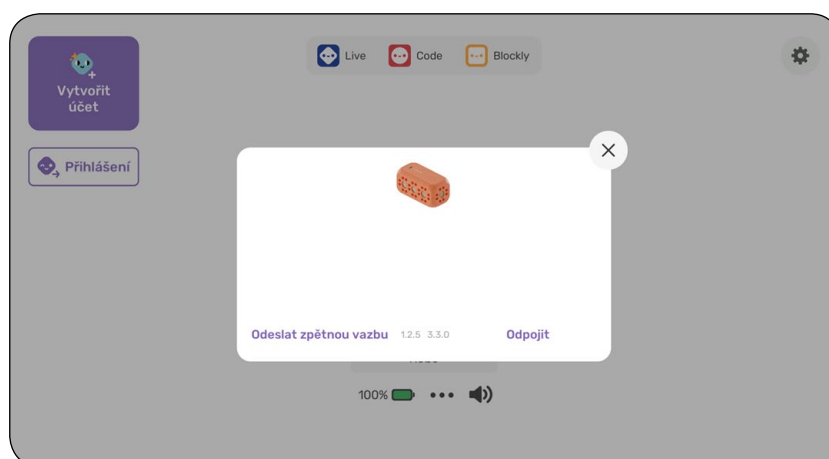 Live
Code
Blockly
Vytvořit
účet
Přihlášení
Odeslat zpětnou vazbu
1.2.5 3.3.0
Odpojit
100%